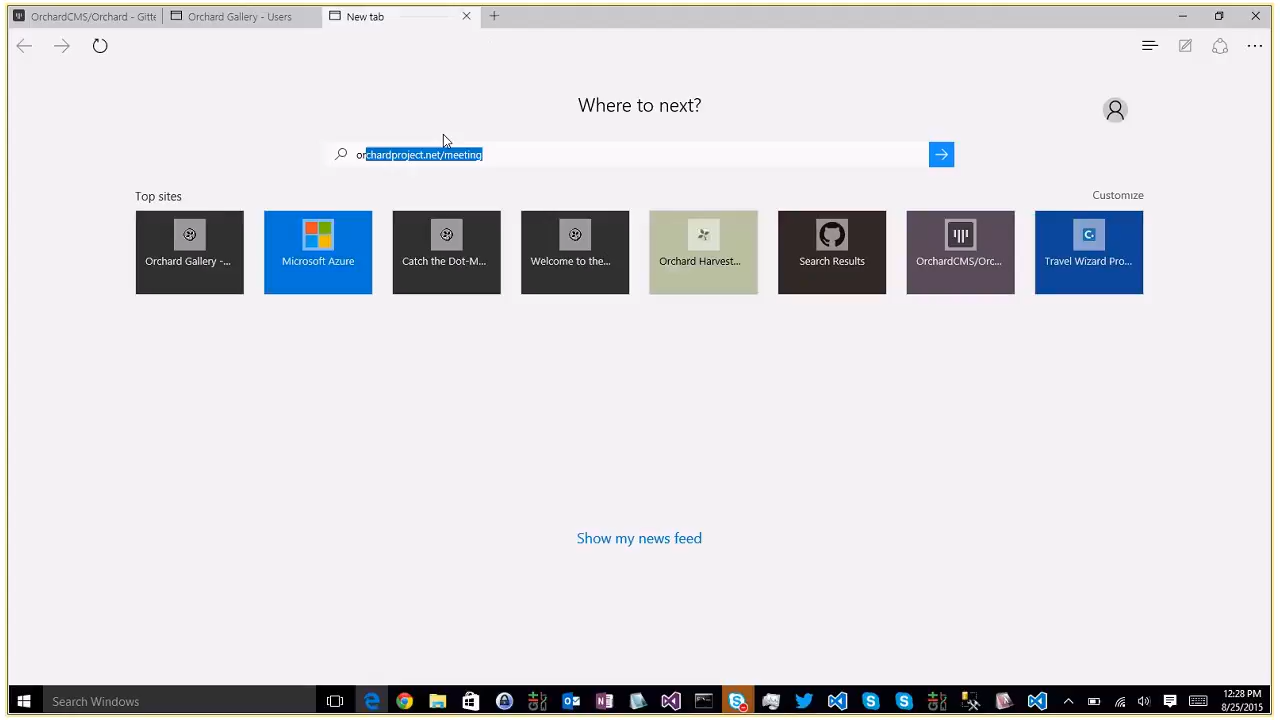 OrchardCMS/Orchard - Gitte
Orchard Gallery - Users
New tab
Where to next?
orchardproject.net/meeting
Top sites
Customize
Orchard Gallery -...
Microsoft Azure
Catch the Dot-M...
Welcome to the...
Orchard Harvest...
Search Results
OrchardCMS/Orc...
Travel Wizard Pro...
Show my news feed
Search Windows
12:28 PM
8/25/2015